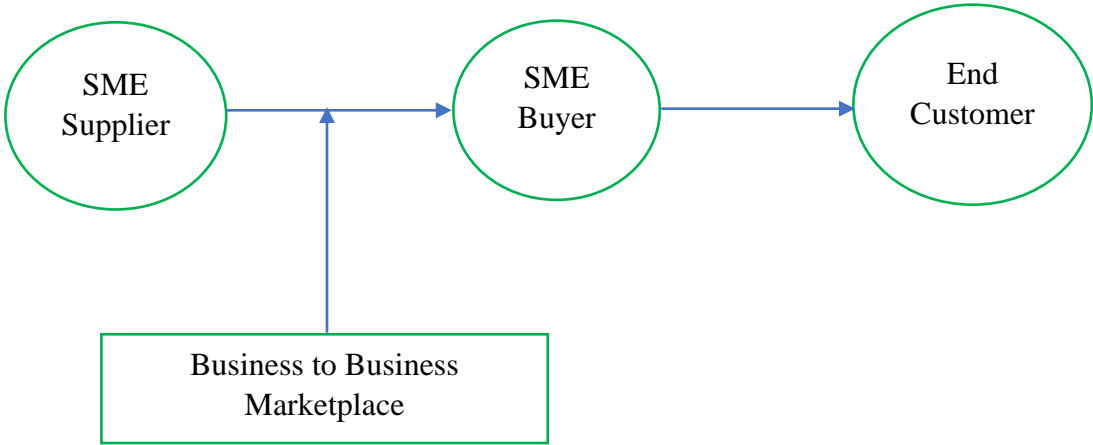 SME
Supplier
SME
Buyer
End
Customer
Business to Business
Marketplace